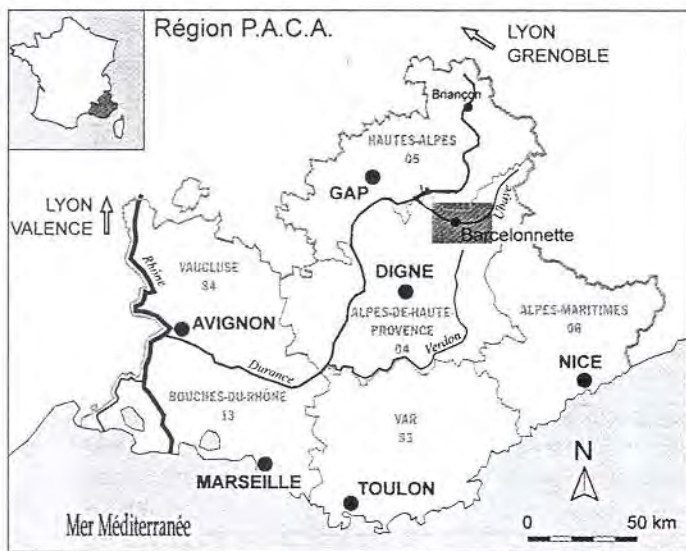 Région P.A.C.A.
LYON
GRENOBLE
Briançon
HAUTES-ALPES
05
GAP
LYON
VALENCE
Ubaye
Barcelonnette
Rhône
VAUCLUSE
84
DIGNE
AVIGNON
ALPES-DE-HAUTE-
PROVENCE
04
ALPES-MARITIMES
06
Verdon
Durance
NICE
BOUCHES-DU-RHÔNE
13
VAR
83
N
MARSEILLE
TOULON
Mer Méditerranée
0
50 km